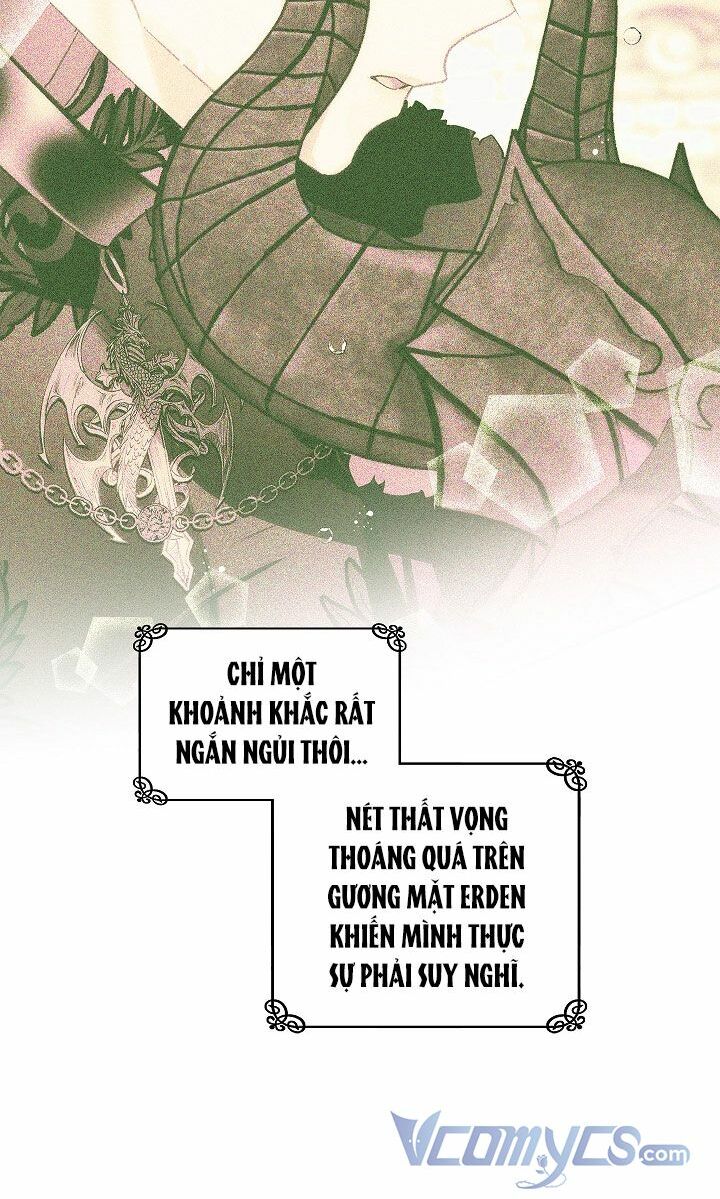 CHỈ MỘT
KHOẢNH KHẮC RẤT
NGẮN NGỦI THÔI...
NÉT THẤT VỌNG
THOÁNG QUÁ TRÊN
GƯƠNG MẶT ERDEN
KHIẾN MÌNH THỰC
SỰ PHẢI SUY NGHĨ.
VCOMYCS.com